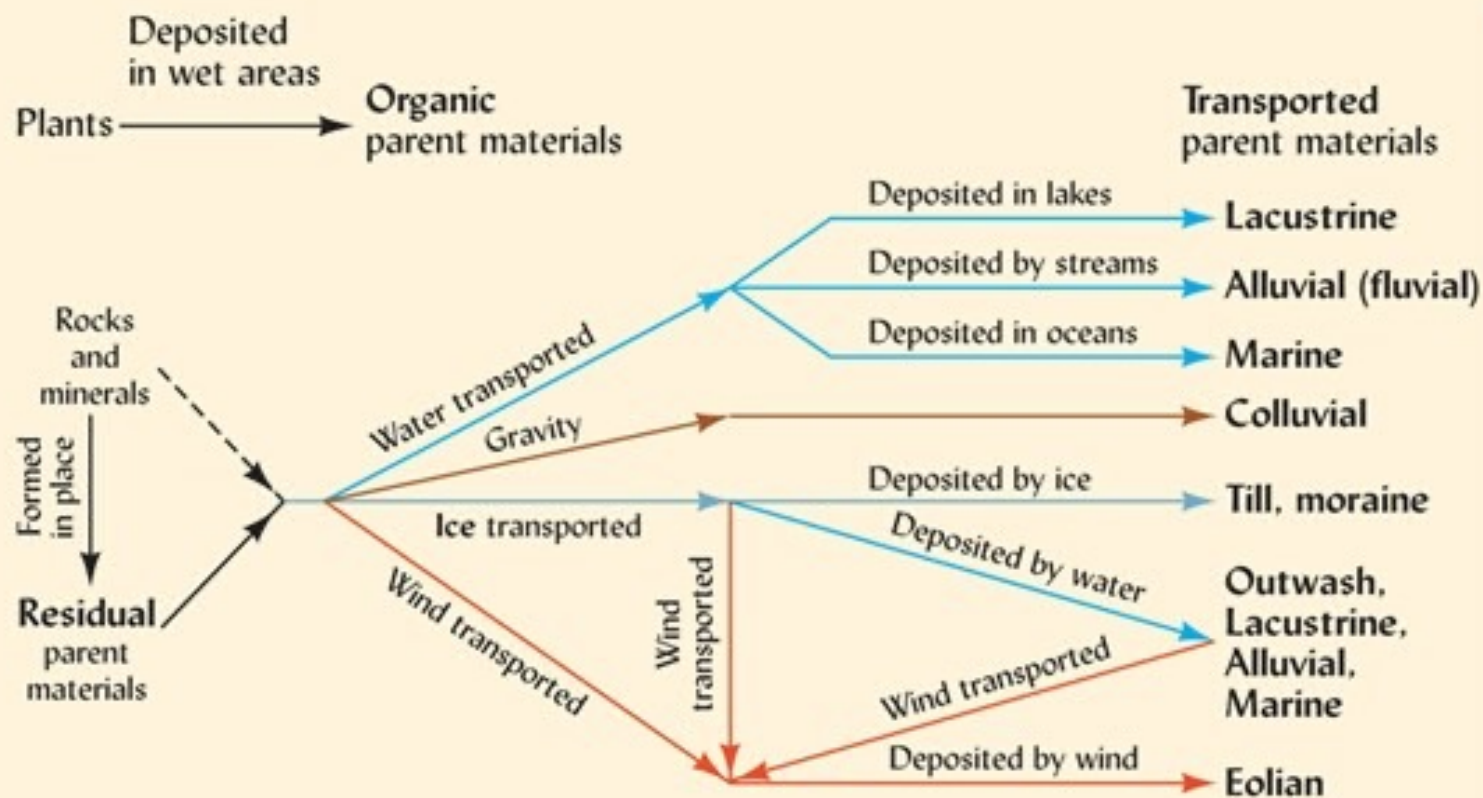 Deposited
in wet areas
Plants
Organic
parent materials
Transported
parent materials
Deposited in lakes
Lacustrine
Deposited by streams
Alluvial (fluvial)
Deposited in oceans
Marine
Rocks
and
minerals
Formed
in place
Residual
parent
materials
Water transported
Gravity
Colluvial
Ice transported
Deposited by ice
Till, moraine
Deposited by water
Outwash,
Lacustrine,
Alluvial,
Marine
Wind transported
Wind
transported
Wind transported
Deposited by wind
Eolian